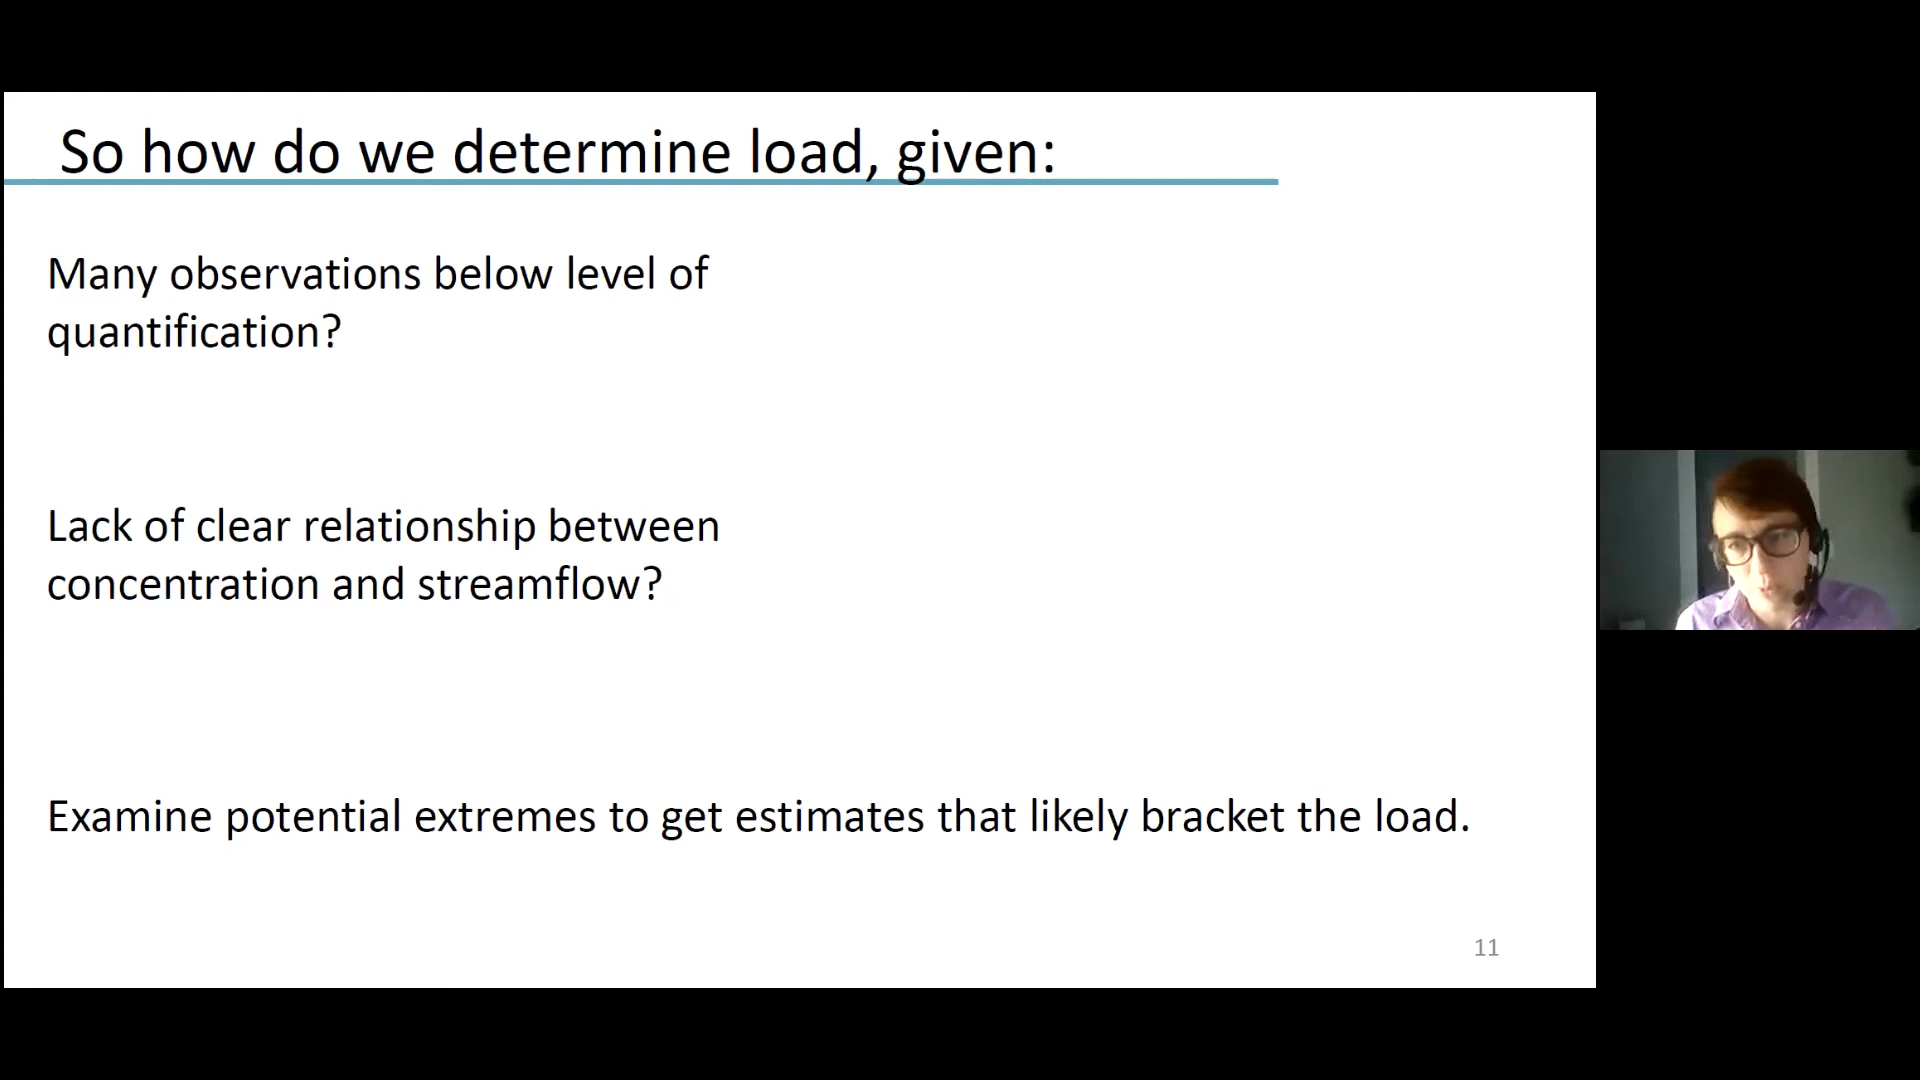 So how do we determine load, given:
Many observations below level of
quantification?
Lack of clear relationship between
concentration and streamflow?
Examine potential extremes to get estimates that likely bracket the load.
11